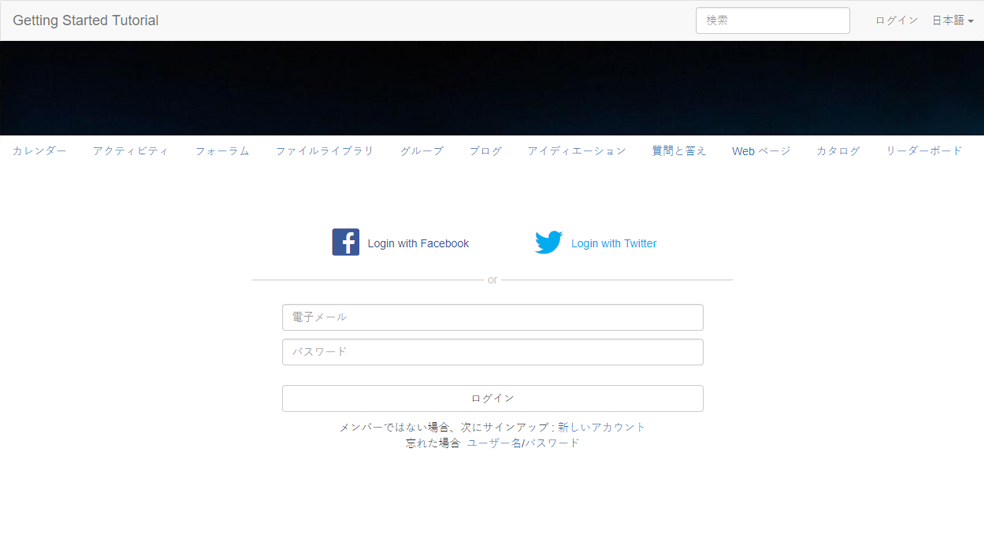 Getting Started Tutorial 検索 ログイン 日本語
カレンダー アクティビティ フォーラム ファイルライブラリ グループ ブログ アイディエーション 質問と答え Web ページ カタログ リーダーボード
Login with Facebook Login with Twitter
or
電子メール
パスワード
ログイン
メンバーではない場合、次にサインアップ : 新しいアカウント
忘れた場合 ユーザー名/パスワード